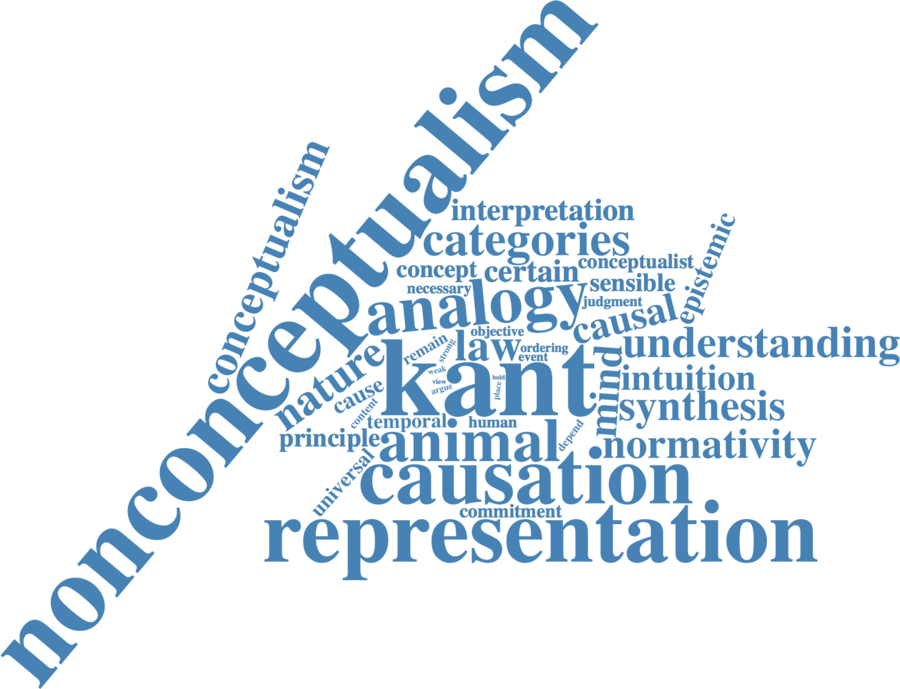 nonconceptualism
conceptualism
interpretation
categories
concept certain conceptualist
necessary
sensible
epistemic
analogy
judgment
causal
objective
remain
strong
law
ordering
event
understanding
nature
weak
view
argue
hold
place
kant
mind
intuition
cause
content
synthesis
temporal
human
depend
principle
animal
normativity
universal
causation
commitment
representation